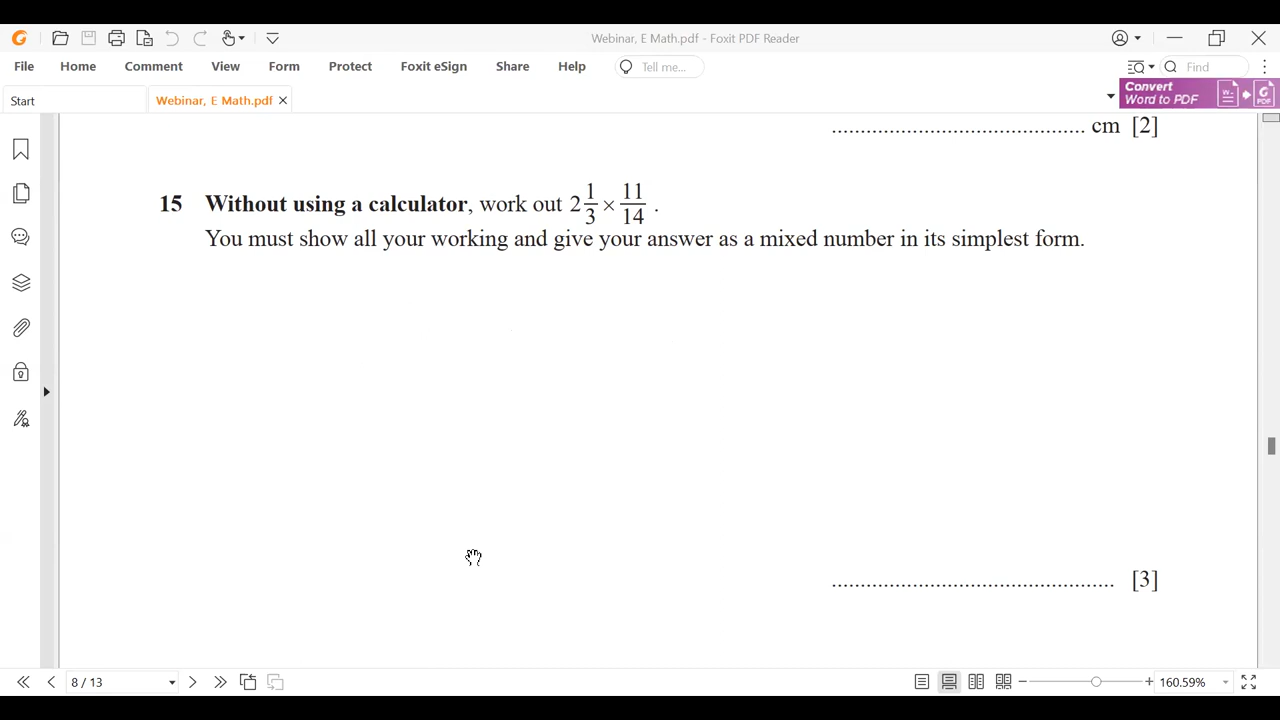 Webinar, E Math.pdf - Foxit PDF Reader
File Home Comment View Form Protect Foxit eSign Share Help Tell me... Find
Start Webinar, E Math.pdf Convert Word to PDF
............................................ cm [2]
15 Without using a calculator, work out 2 1/3 × 11/14 .
You must show all your working and give your answer as a mixed number in its simplest form.
................................................. [3]
8 / 13 160.59%